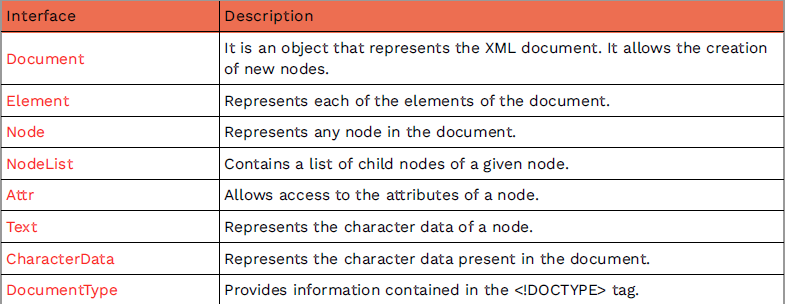 Interface Description
Document It is an object that represents the XML document. It allows the creation
of new nodes.
Element Represents each of the elements of the document.
Node Represents any node in the document.
NodeList Contains a list of child nodes of a given node.
Attr Allows access to the attributes of a node.
Text Represents the character data of a node.
CharacterData Represents the character data present in the document.
DocumentType Provides information contained in the <!DOCTYPE> tag.